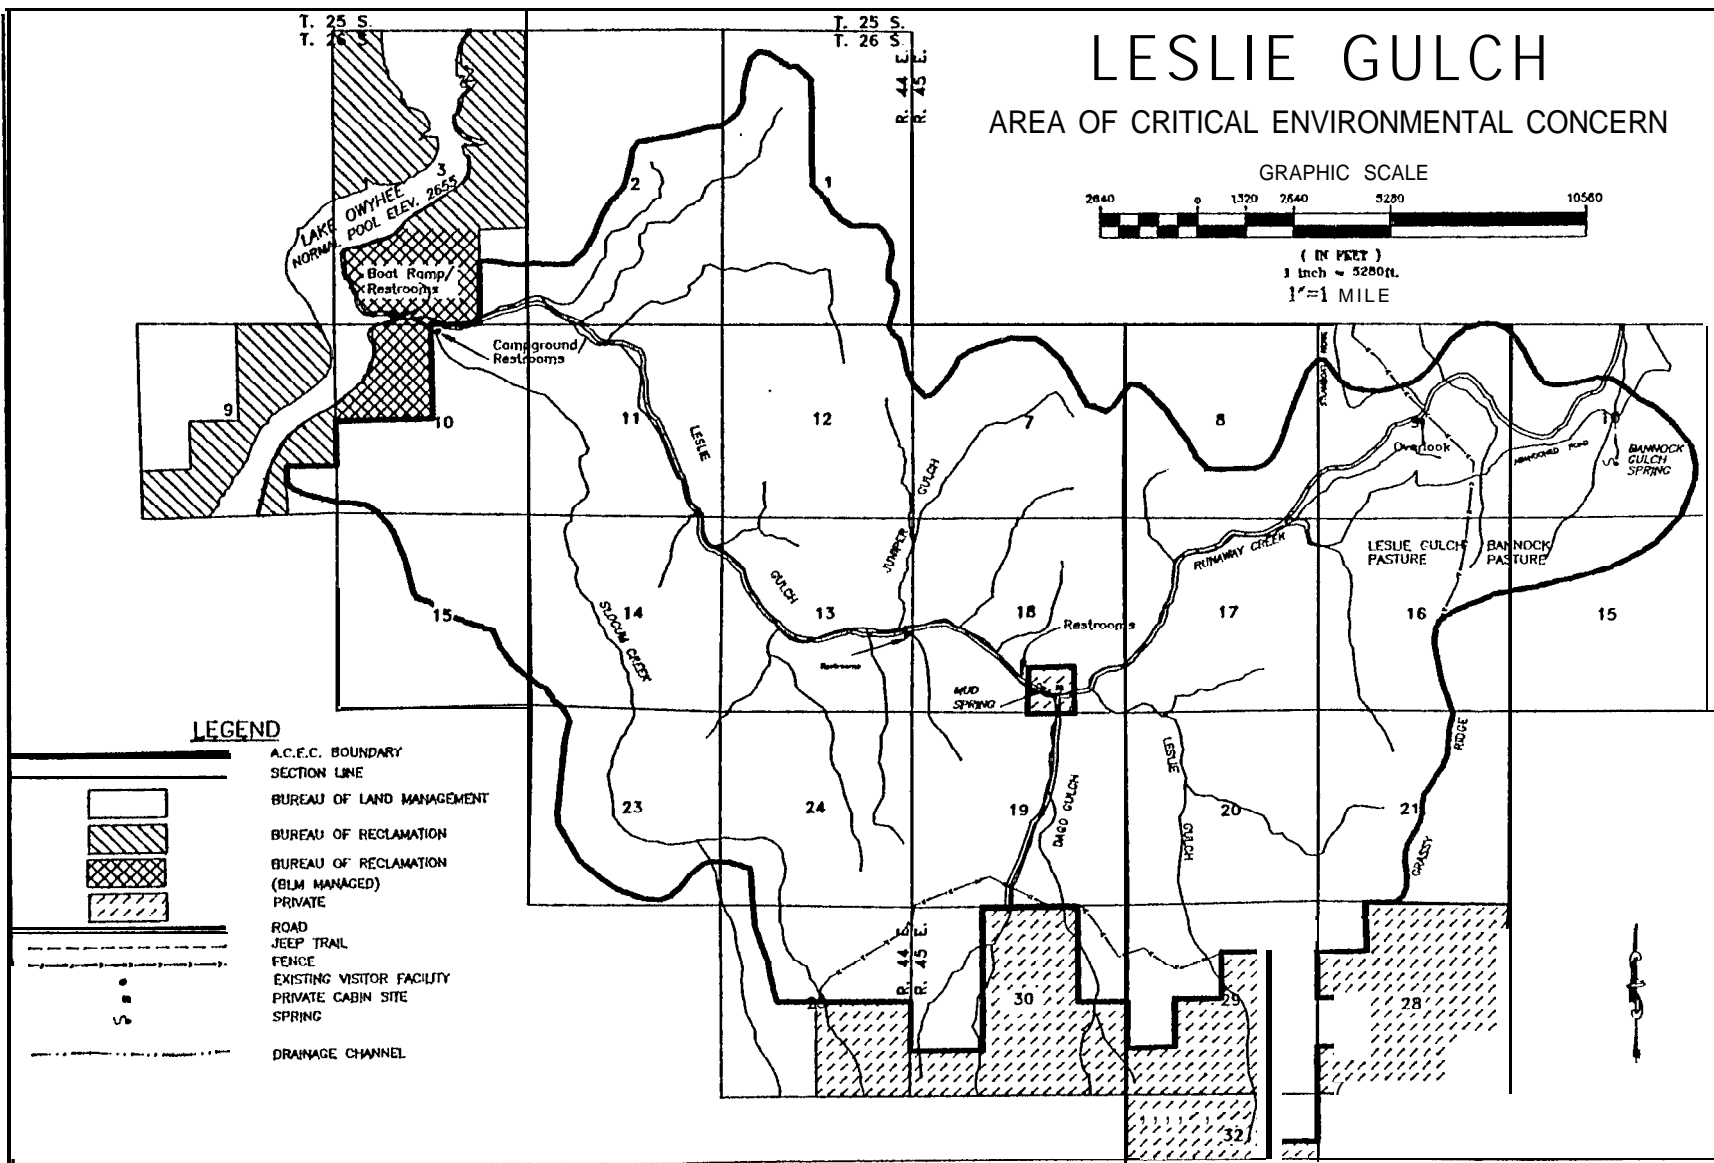 T. 25 S.
T. 26 S.
T. 25 S.
T. 26 S.
R. 44 E.
R. 45 E.
LESLIE GULCH
AREA OF CRITICAL ENVIRONMENTAL CONCERN
GRAPHIC SCALE
2640 0 1320 2640 5280 10560
( IN FEET )
1 inch = 5280ft.
1"=1 MILE
LAKE OWYHEE
NORMAL POOL ELEV. 2655
3
2
1
Boat Ramp/
Restrooms
Campground/
Restrooms
9
10
11
12
7
8
Overlook
ABANDONED ROAD
BANNOCK
GULCH
SPRING
LESLIE
GULCH
JUNIPER
GULCH
RUNAWAY CREEK
LESLIE GULCH
PASTURE
BANNOCK
PASTURE
15
14
13
18
17
16
15
SLOCUM CREEK
Restrooms
Restrooms
MUD
SPRING
LESLIE
GULCH
DAGO GULCH
GRASSY
RIDGE
23
24
19
20
21
R. 44 E.
R. 45 E.
30
29
28
32
LEGEND
A.C.E.C. BOUNDARY
SECTION LINE
BUREAU OF LAND MANAGEMENT
BUREAU OF RECLAMATION
BUREAU OF RECLAMATION
(BLM MANAGED)
PRIVATE
ROAD
JEEP TRAIL
FENCE
EXISTING VISITOR FACILITY
PRIVATE CABIN SITE
SPRING
DRAINAGE CHANNEL